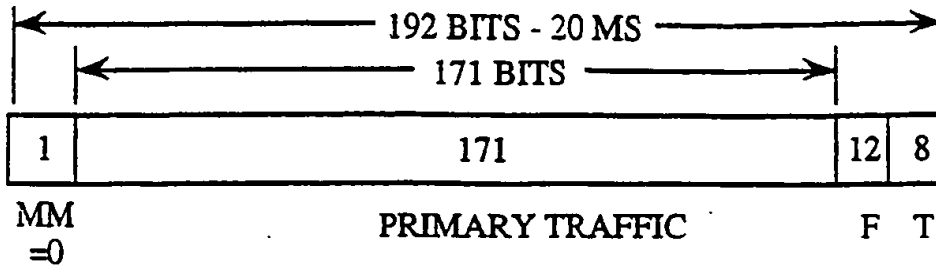 192 BITS - 20 MS
171 BITS
1 171 12 8
MM PRIMARY TRAFFIC F T
=0